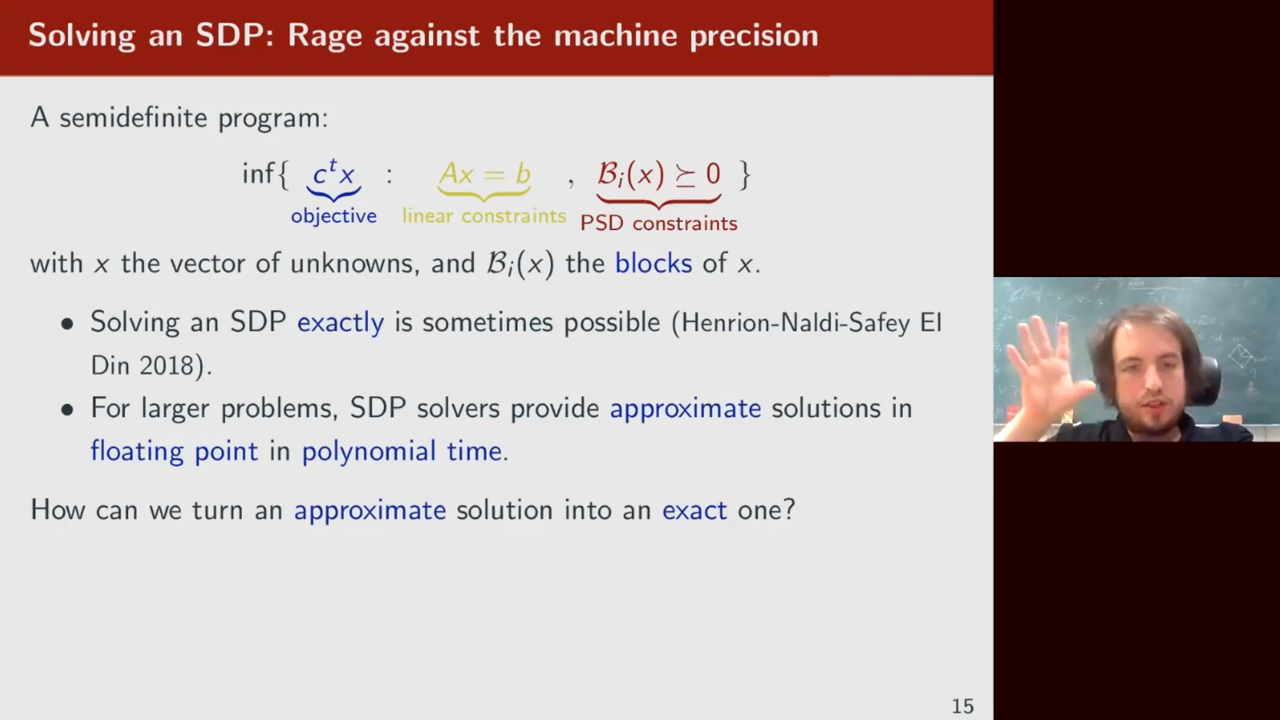 Solving an SDP: Rage against the machine precision
A semidefinite program:
inf{ cᵗx : Ax = b , ℬᵢ(x) ⪰ 0 }
objective linear constraints PSD constraints
with x the vector of unknowns, and ℬᵢ(x) the blocks of x.
• Solving an SDP exactly is sometimes possible (Henrion-Naldi-Safey El
Din 2018).
• For larger problems, SDP solvers provide approximate solutions in
floating point in polynomial time.
How can we turn an approximate solution into an exact one?
15